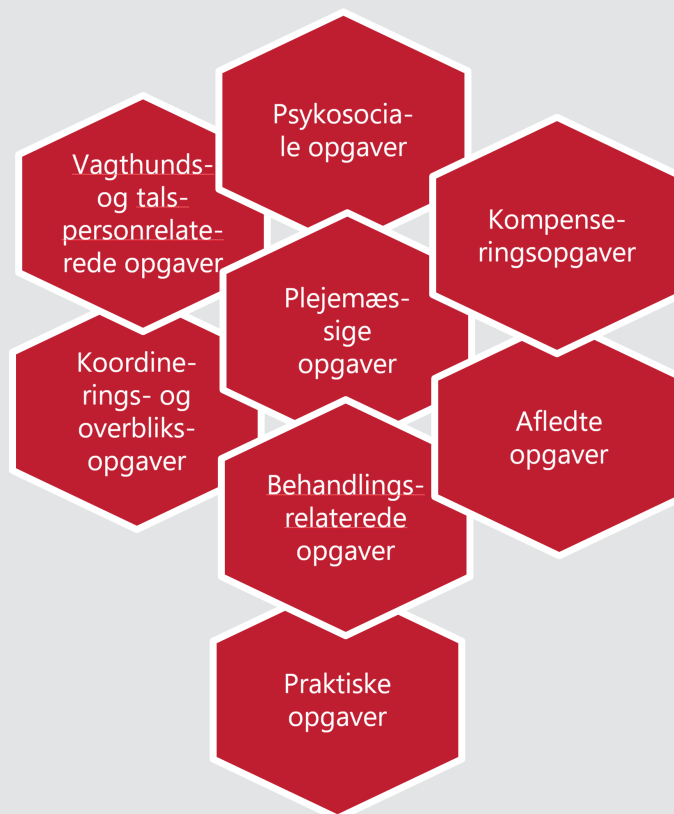 Psykosocia-
le opgaver
Vagthunds-
og tals-
personrelate-
rede opgaver
Kompense-
ringsopgaver
Plejemæs-
sige
opgaver
Koordine-
rings- og
overbliks-
opgaver
Afledte
opgaver
Behandlings-
relaterede
opgaver
Praktiske
opgaver